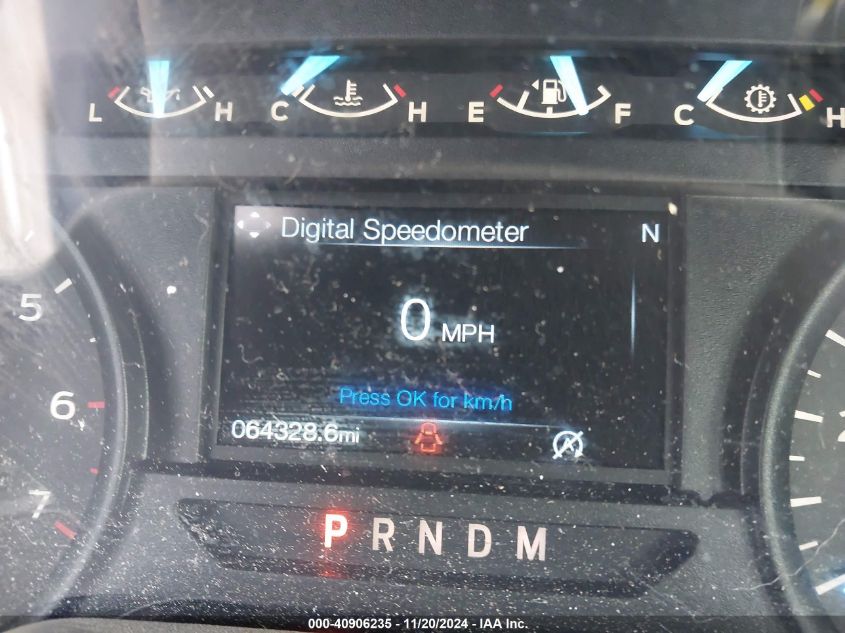 L H C H E F C H
Digital Speedometer N
0 MPH
Press OK for km/h
064328.6mi
5
6
7
P R N D M
000-40906235 - 11/20/2024 - IAA Inc.